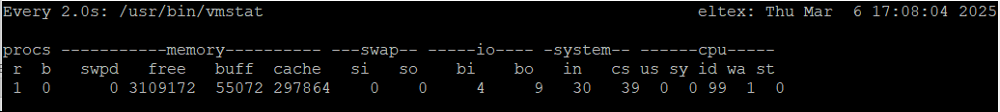 Every 2.0s: /usr/bin/vmstat                                          eltex: Thu Mar  6 17:08:04 2025
procs -----------memory---------- ---swap-- -----io---- -system-- ------cpu-----
 r  b   swpd   free   buff  cache   si   so    bi    bo   in   cs us sy id wa st
 1  0      0 3109172  55072 297864    0    0     4     9   30   39  0  0 99  1  0